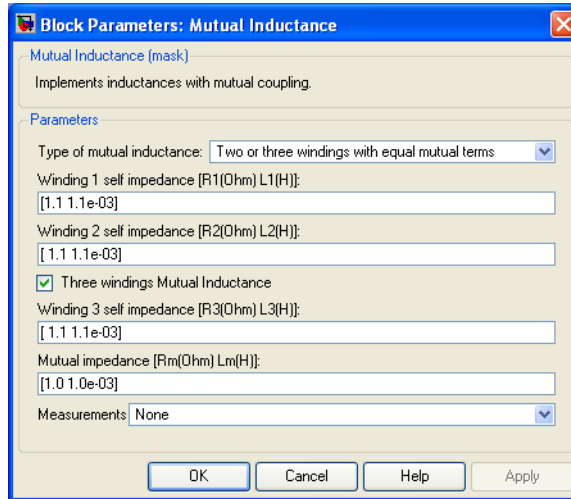 Block Parameters: Mutual Inductance
Mutual Inductance (mask)
Implements inductances with mutual coupling.
Parameters
Type of mutual inductance: Two or three windings with equal mutual terms
Winding 1 self impedance [R1(Ohm) L1(H)]:
[1.1 1.1e-03]
Winding 2 self impedance [R2(Ohm) L2(H)]:
[ 1.1 1.1e-03]
Three windings Mutual Inductance
Winding 3 self impedance [R3(Ohm) L3(H)]:
[ 1.1 1.1e-03]
Mutual impedance [Rm(Ohm) Lm(H)]:
[1.0 1.0e-03]
Measurements None
OK Cancel Help Apply